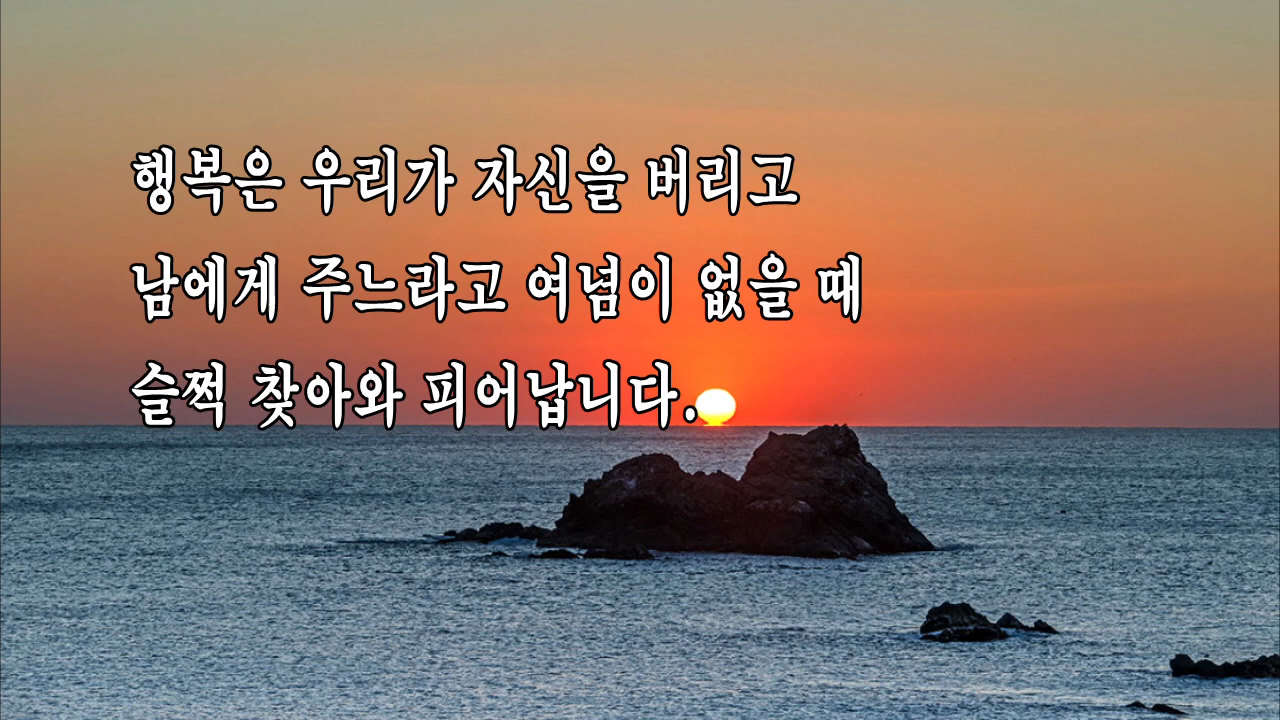 행복은 우리가 자신을 버리고
남에게 주느라고 여념이 없을 때
슬쩍 찾아와 피어납니다.